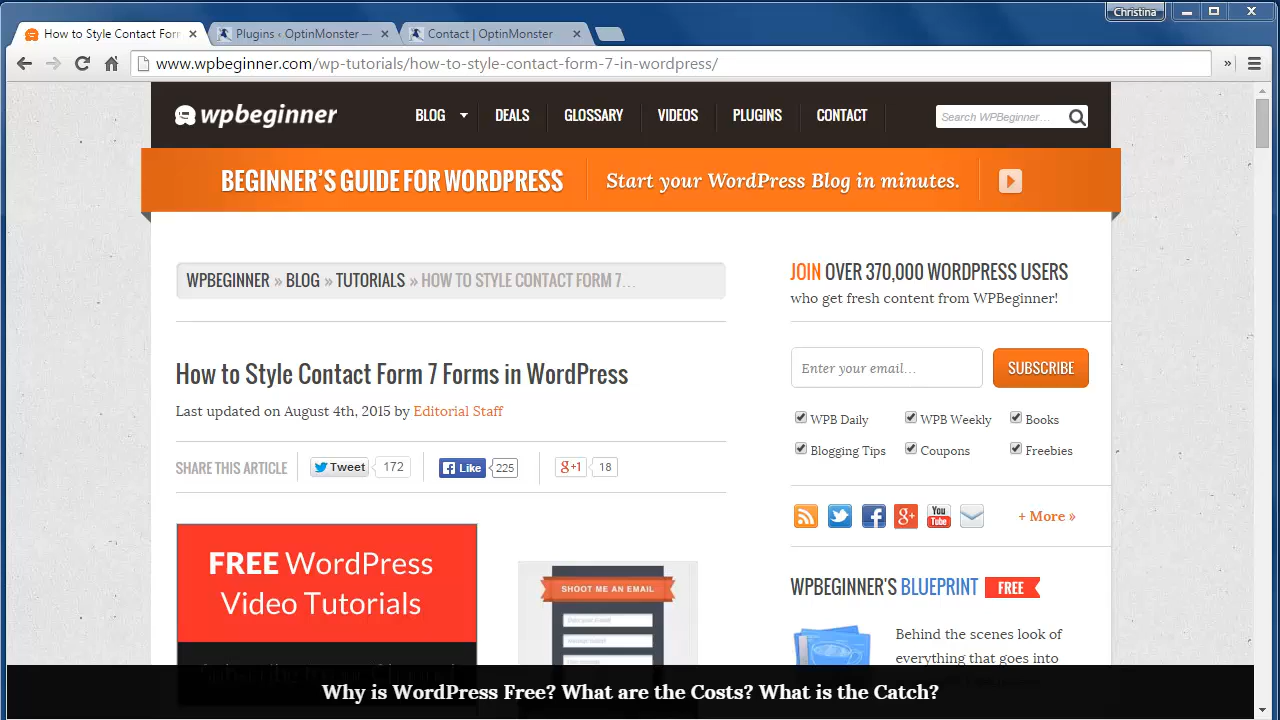 Christina
How to Style Contact Forr
Plugins ‹ OptinMonster —
Contact | OptinMonster
www.wpbeginner.com/wp-tutorials/how-to-style-contact-form-7-in-wordpress/
»
wpbeginner
BLOG DEALS GLOSSARY VIDEOS PLUGINS CONTACT
Search WPBeginner...
BEGINNER'S GUIDE FOR WORDPRESS
Start your WordPress Blog in minutes.
WPBEGINNER » BLOG » TUTORIALS » HOW TO STYLE CONTACT FORM 7...
JOIN OVER 370,000 WORDPRESS USERS
who get fresh content from WPBeginner!
Enter your email...
SUBSCRIBE
How to Style Contact Form 7 Forms in WordPress
Last updated on August 4th, 2015 by Editorial Staff
WPB Daily WPB Weekly Books
Blogging Tips Coupons Freebies
SHARE THIS ARTICLE Tweet 172 Like 225 g+1 18
You
Tube
+ More »
FREE WordPress
Video Tutorials
SHOOT ME AN EMAIL
WPBEGINNER'S BLUEPRINT FREE
Behind the scenes look of
everything that goes into
Why is WordPress Free? What are the Costs? What is the Catch?